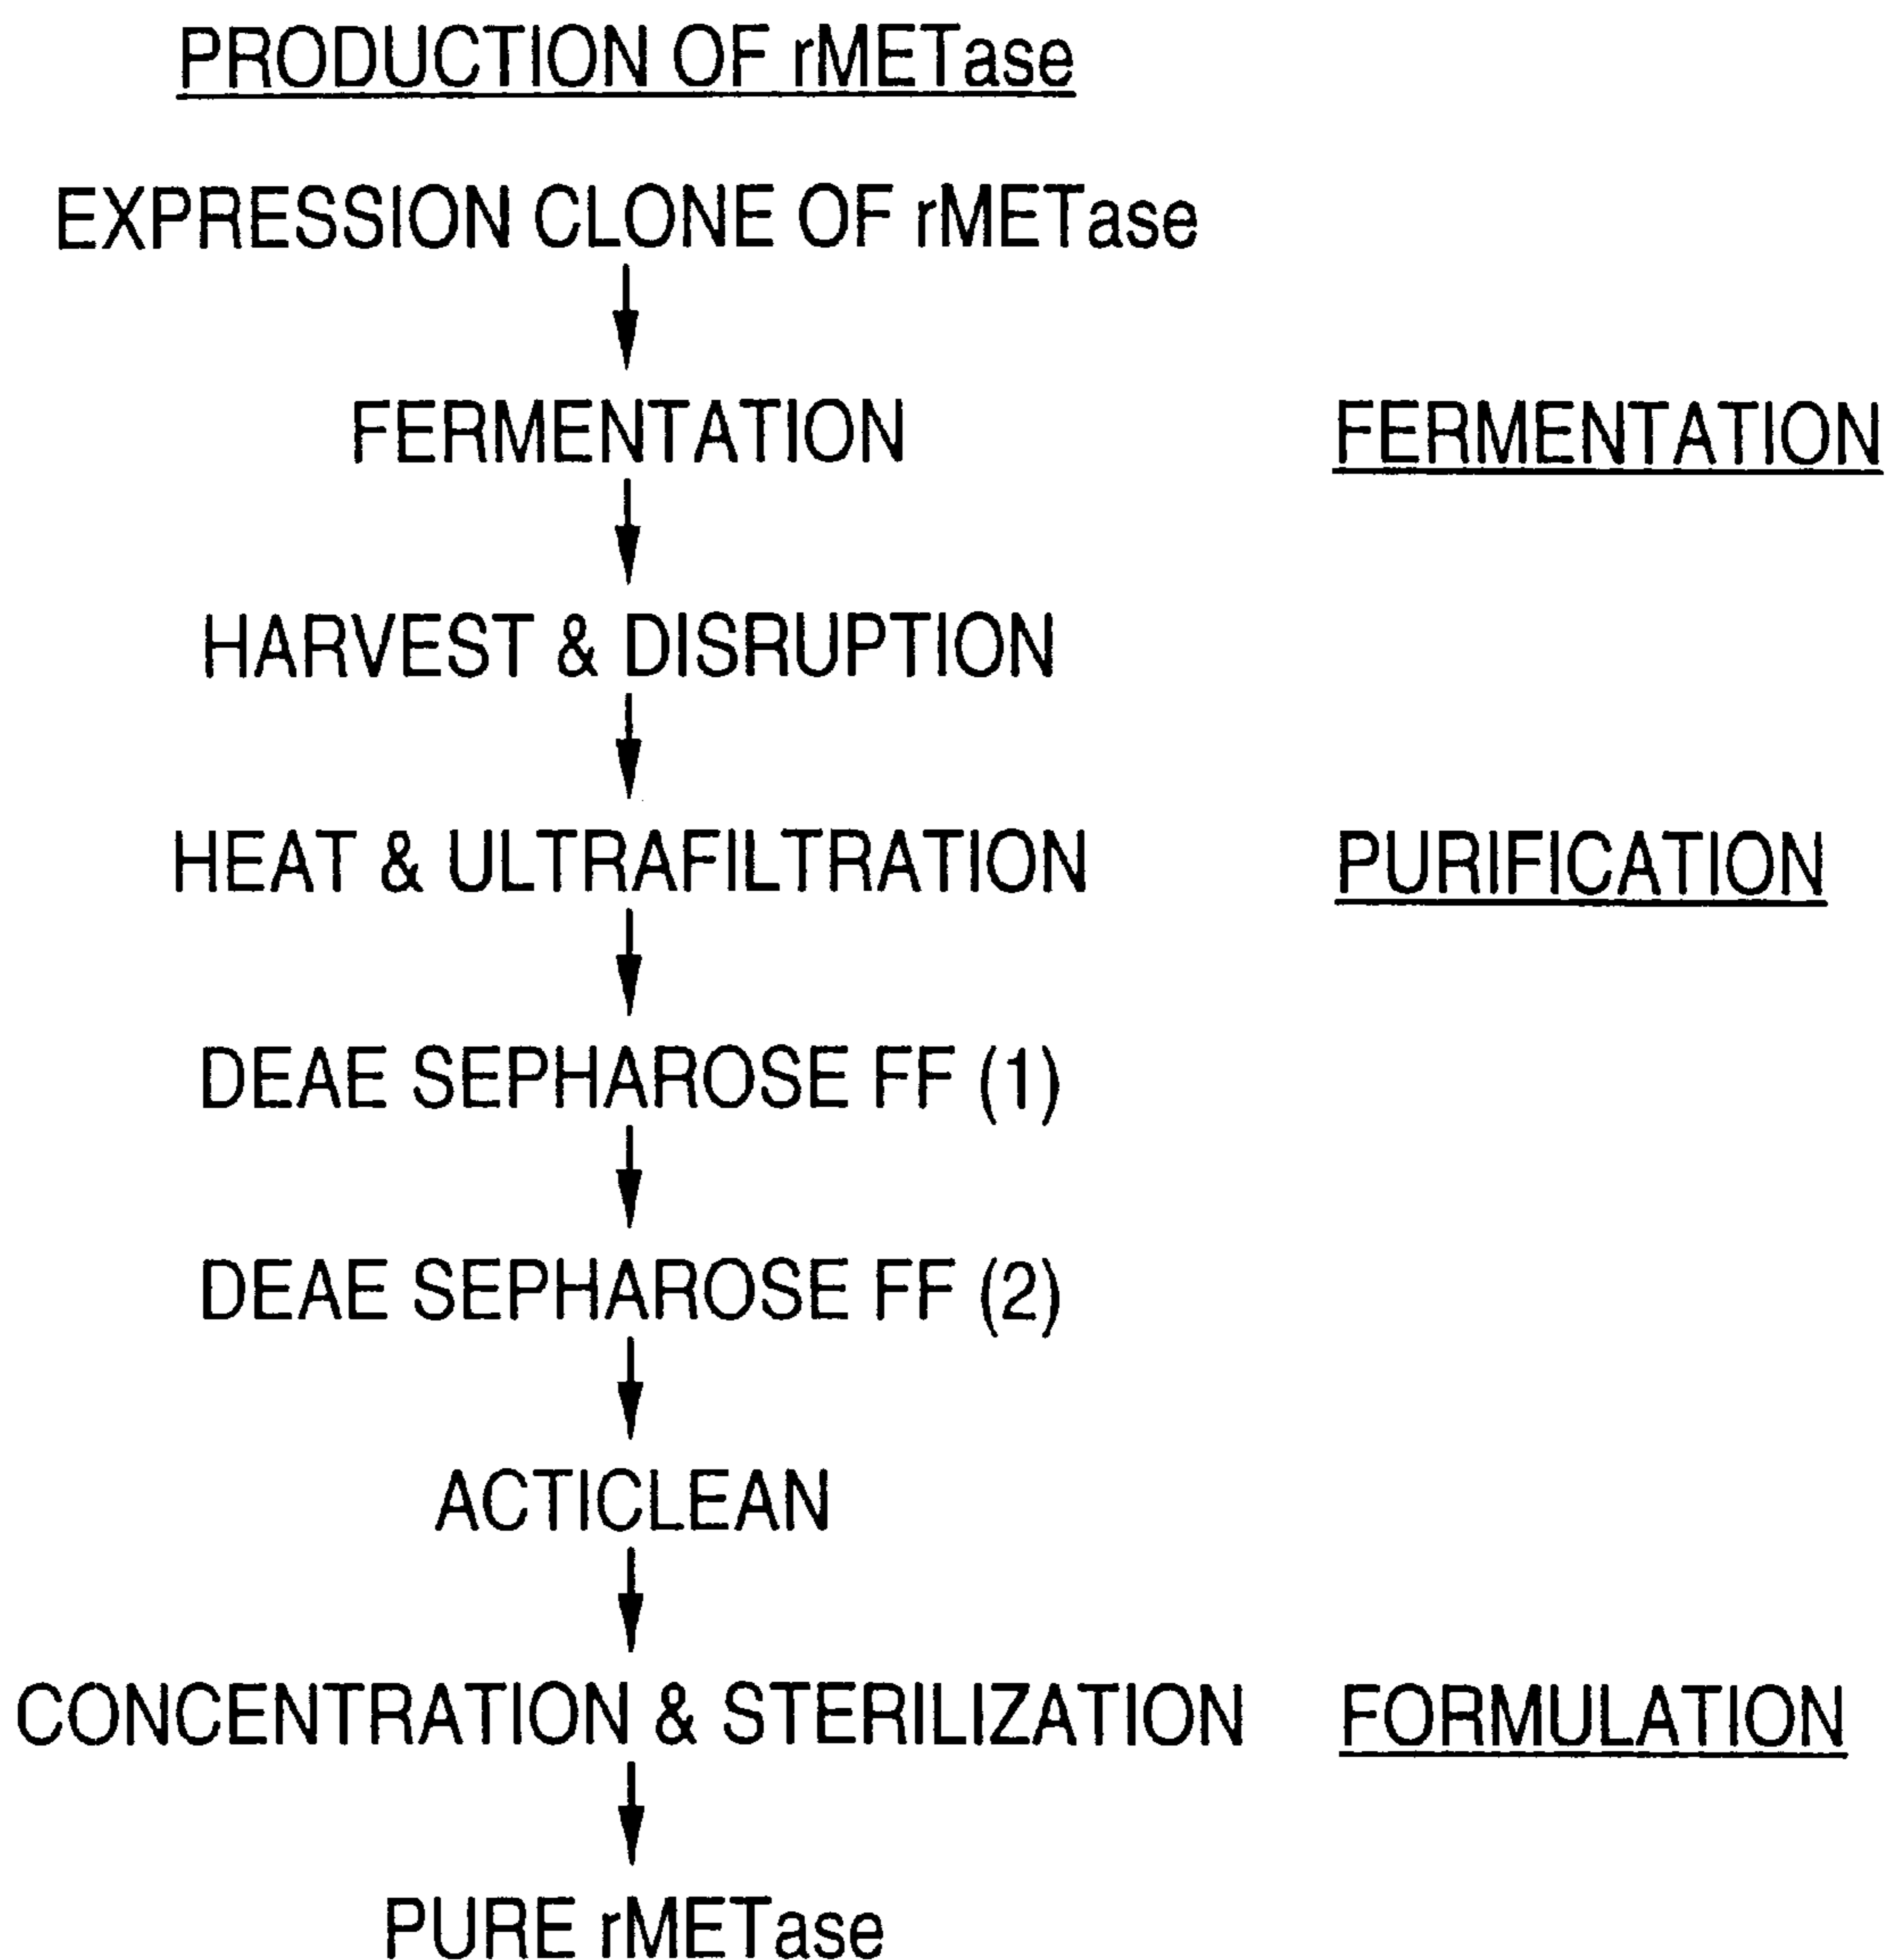 PRODUCTION OF rMETase
EXPRESSION CLONE OF rMETase
FERMENTATION FERMENTATION
HARVEST & DISRUPTION
HEAT & ULTRAFILTRATION PURIFICATION
DEAE SEPHAROSE FF (1)
DEAE SEPHAROSE FF (2)
ACTICLEAN
CONCENTRATION & STERILIZATION FORMULATION
PURE rMETase